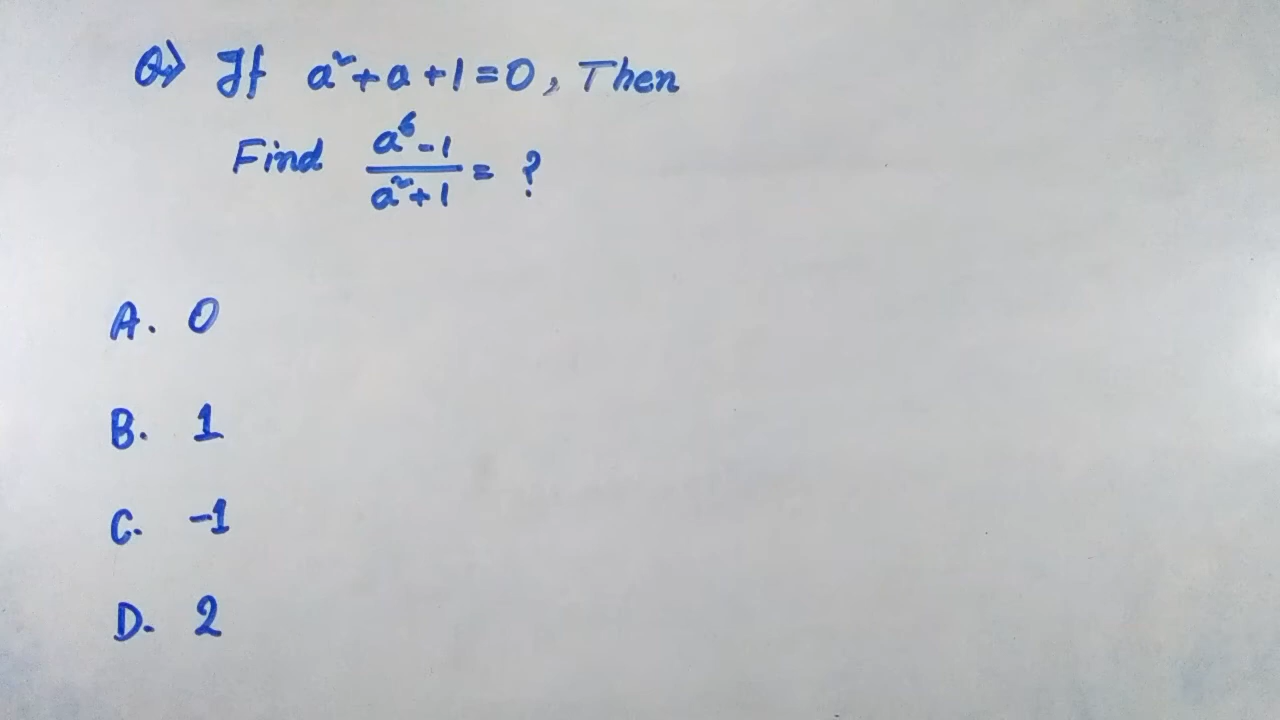 Q) If a²+a+1=0, Then
Find (a⁶-1)/(a²+1) = ?
A. 0
B. 1
C. -1
D. 2